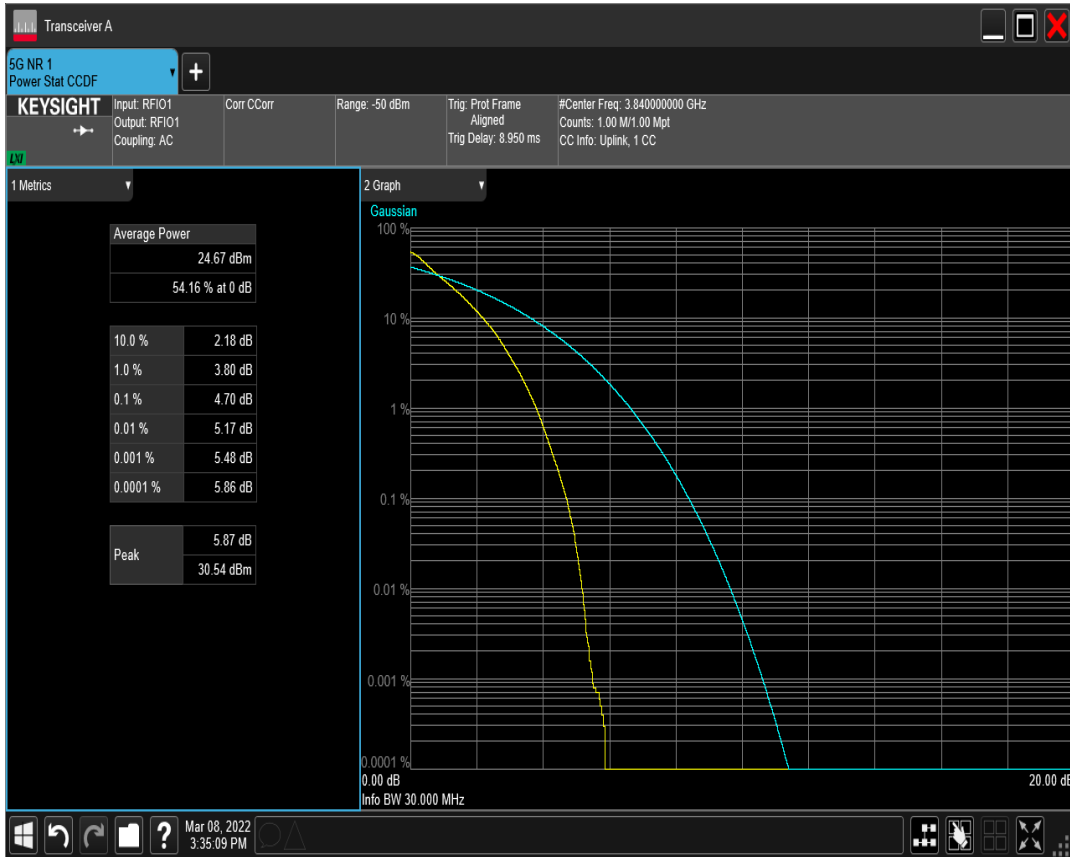 Transceiver A
5G NR 1
Power Stat CCDF
+
KEYSIGHT
LXI
Input: RFIO1
Output: RFIO1
Coupling: AC
Corr CCorr
Range: -50 dBm
Trig: Prot Frame
Aligned
Trig Delay: 8.950 ms
#Center Freq: 3.840000000 GHz
Counts: 1.00 M/1.00 Mpt
CC Info: Uplink, 1 CC
1 Metrics
Average Power
24.67 dBm
54.16 % at 0 dB
10.0 % 2.18 dB
1.0 % 3.80 dB
0.1 % 4.70 dB
0.01 % 5.17 dB
0.001 % 5.48 dB
0.0001 % 5.86 dB
Peak 5.87 dB
30.54 dBm
2 Graph
Gaussian
100 %
10 %
1 %
0.1 %
0.01 %
0.001 %
0.0001 %
0.00 dB 20.00 dB
Info BW 30.000 MHz
?
Mar 08, 2022
3:35:09 PM